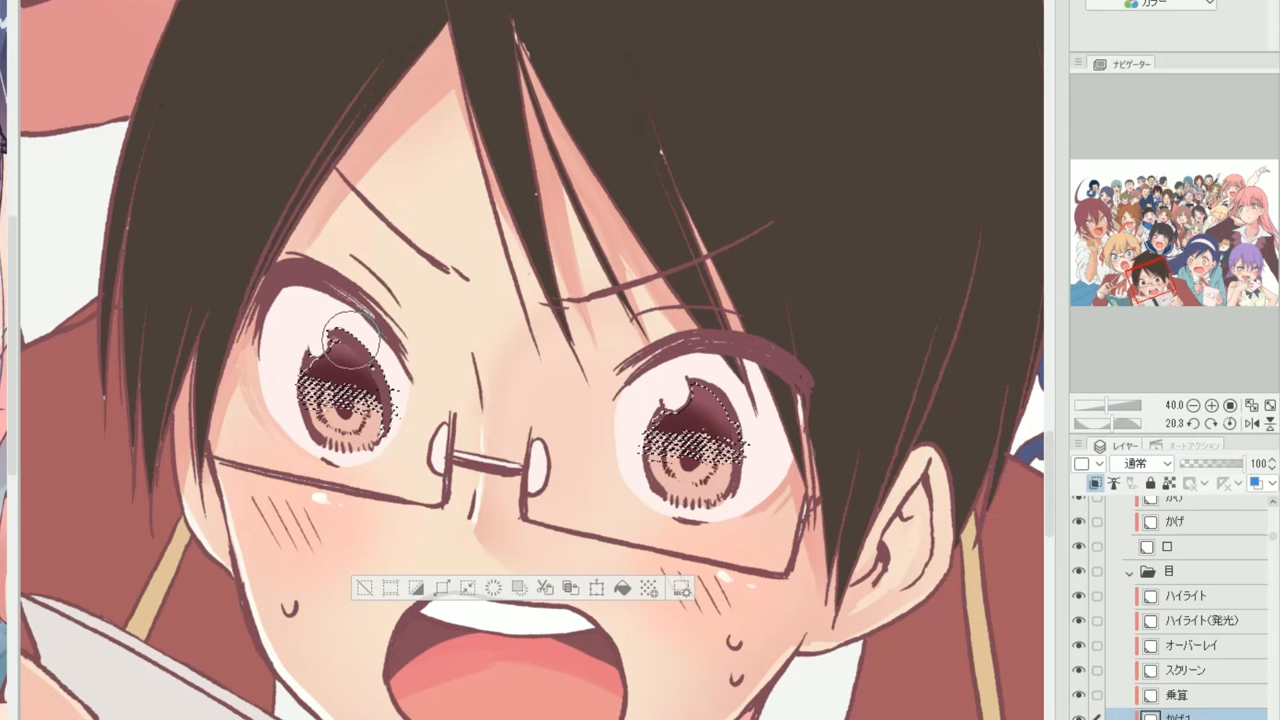 カラー
ナビゲーター
40.0
20.3
レイヤー オートアクション
通常 100
かげ
かげ
口
目
ハイライト
ハイライト(発光)
オーバーレイ
スクリーン
乗算
かげ1